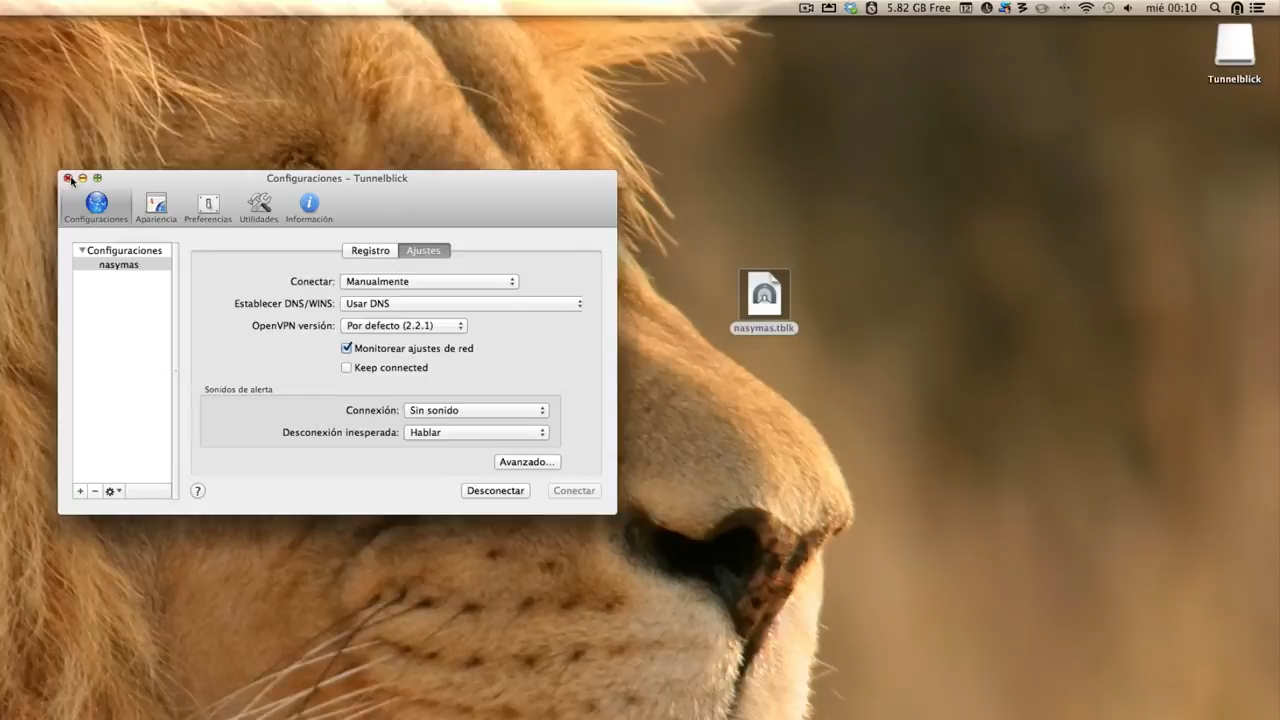 5.82 GB Free 12 mié 00:10
Tunnelblick
Configuraciones – Tunnelblick
Configuraciones Apariencia Preferencias Utilidades Información
Configuraciones
nasymas
Registro Ajustes
Conectar: Manualmente
Establecer DNS/WINS: Usar DNS
OpenVPN versión: Por defecto (2.2.1)
Monitorear ajustes de red
Keep connected
Sonidos de alerta
Connexión: Sin sonido
Desconexión inesperada: Hablar
Avanzado...
+ - ? Desconectar Conectar
nasymas.tblk